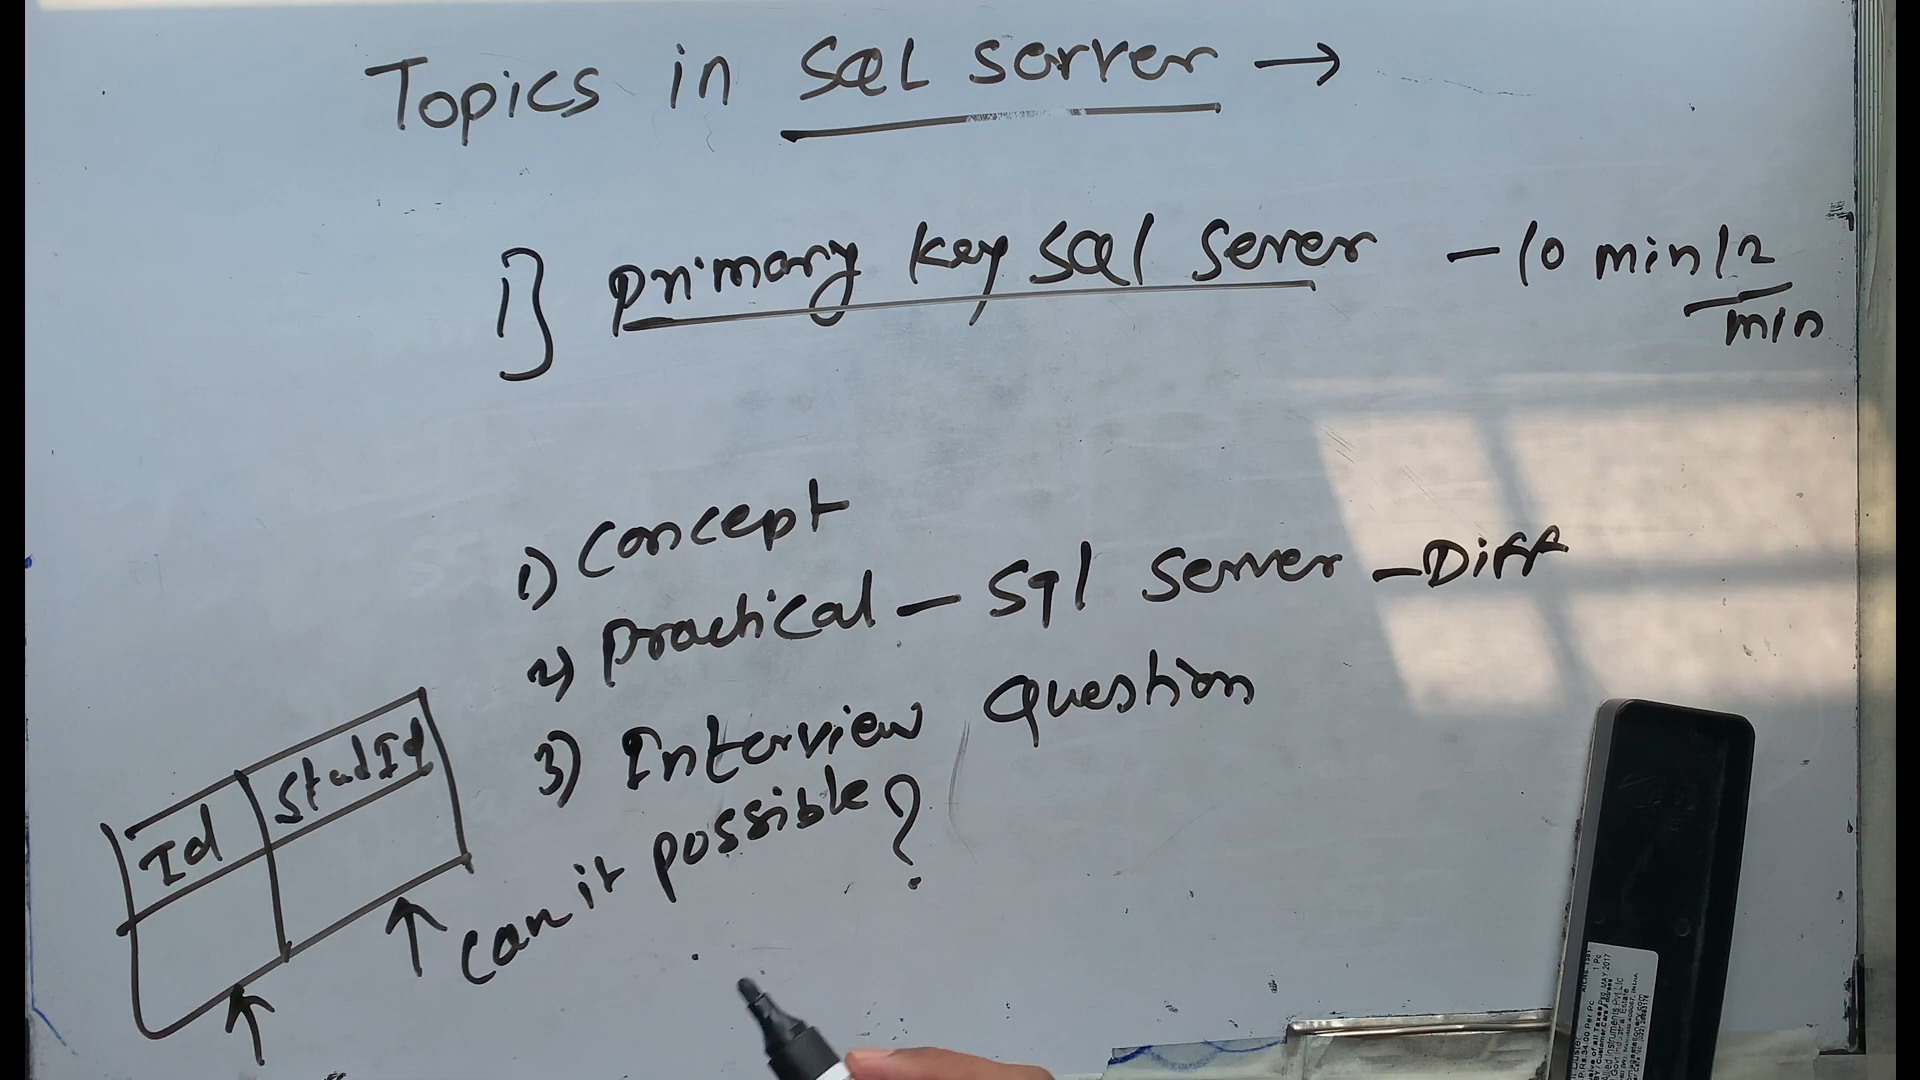 Topics in SQL Server →
1] Primary key SQL Server - 10 min/12
min
1) Concept
2) Practical - Sql Server - Diff
3) Interview Question
Can it possible?
Id StudId